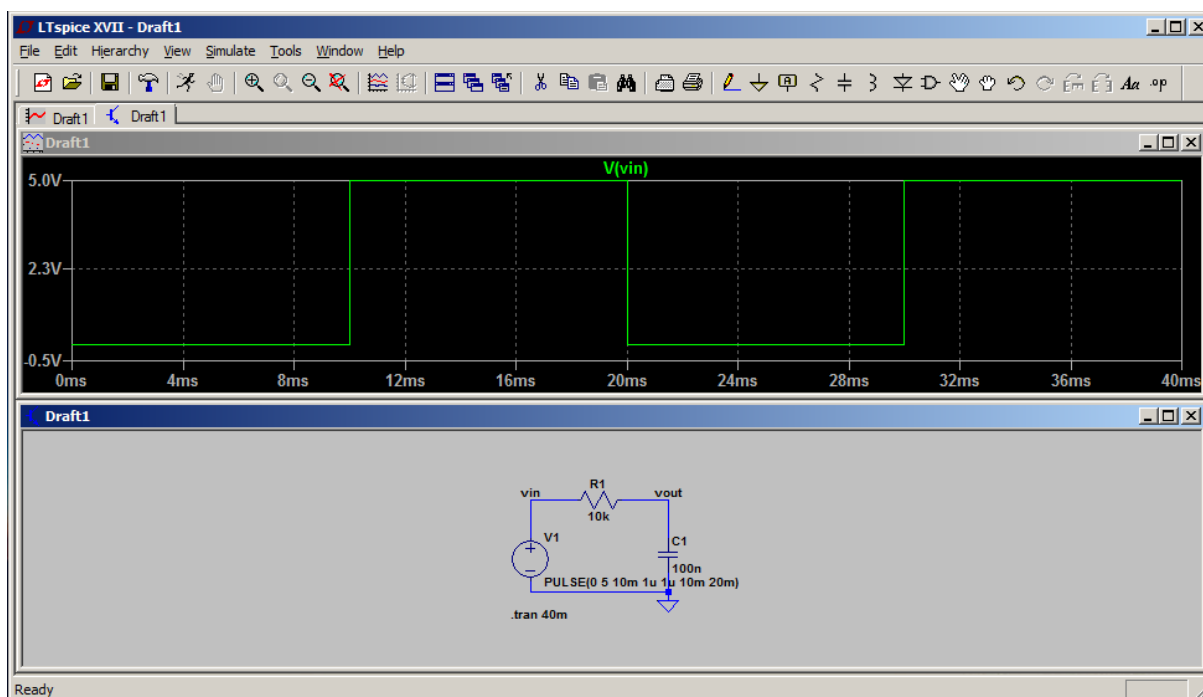 LTspice XVII - Draft1
File Edit Hierarchy View Simulate Tools Window Help
Aa .op
Draft1 Draft1
Draft1
V(vin)
5.0V
2.3V
-0.5V
0ms 4ms 8ms 12ms 16ms 20ms 24ms 28ms 32ms 36ms 40ms
Draft1
R1
vin vout
10k
V1 C1
100n
PULSE(0 5 10m 1u 1u 10m 20m)
.tran 40m
Ready